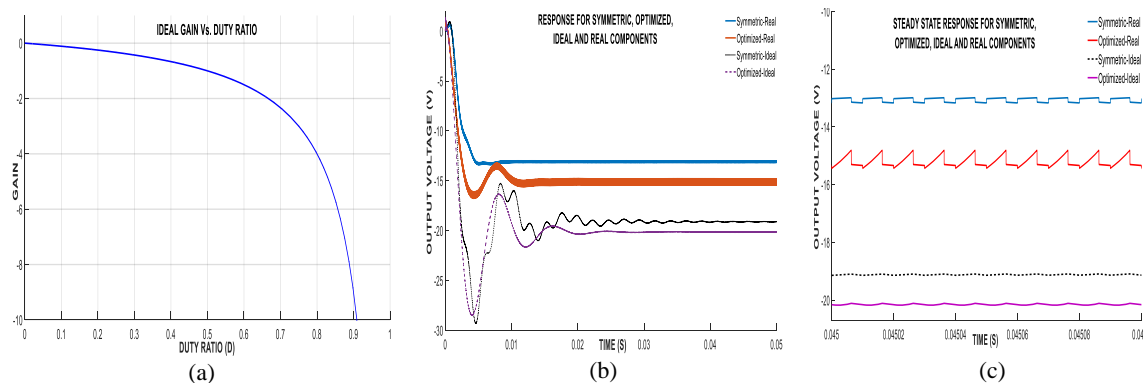 IDEAL GAIN Vs. DUTY RATIO
GAIN
0
-2
-4
-6
-8
-10
0 0.1 0.2 0.3 0.4 0.5 0.6 0.7 0.8 0.9 1
DUTY RATIO (D)
(a)
RESPONSE FOR SYMMETRIC, OPTIMIZED,
IDEAL AND REAL COMPONENTS
Symmetric-Real
Optimized-Real
Symmetric-Ideal
Optimized-Ideal
OUTPUT VOLTAGE (V)
0
-5
-10
-15
-20
-25
-30
0 0.01 0.02 0.03 0.04 0.05
TIME (S)
(b)
STEADY STATE RESPONSE FOR SYMMETRIC,
OPTIMIZED, IDEAL AND REAL COMPONENTS
Symmetric-Real
Optimized-Real
Symmetric-Ideal
Optimized-Ideal
OUTPUT VOLTAGE (V)
-10
-12
-14
-16
-18
-20
0.045 0.04502 0.04504 0.04506 0.04508 0.04
TIME (S)
(c)